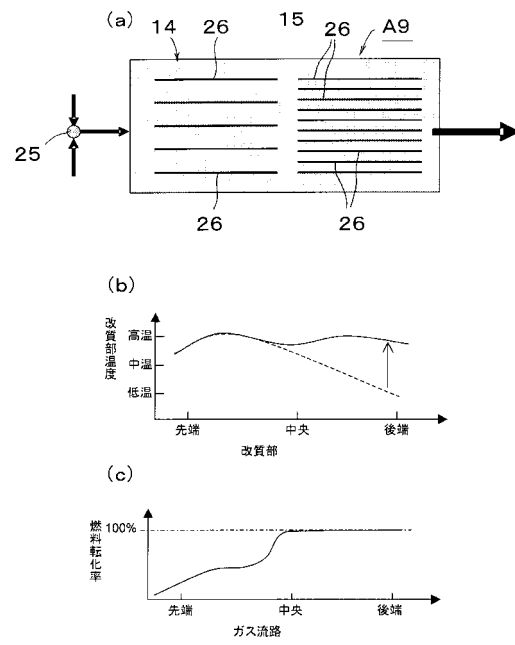 (a)
14
26
15
26
A9
25
26
26
(b)
改質部温度
高温
中温
低温
先端
中央
後端
改質部
(c)
燃料転化率
100%
先端
中央
後端
ガス流路